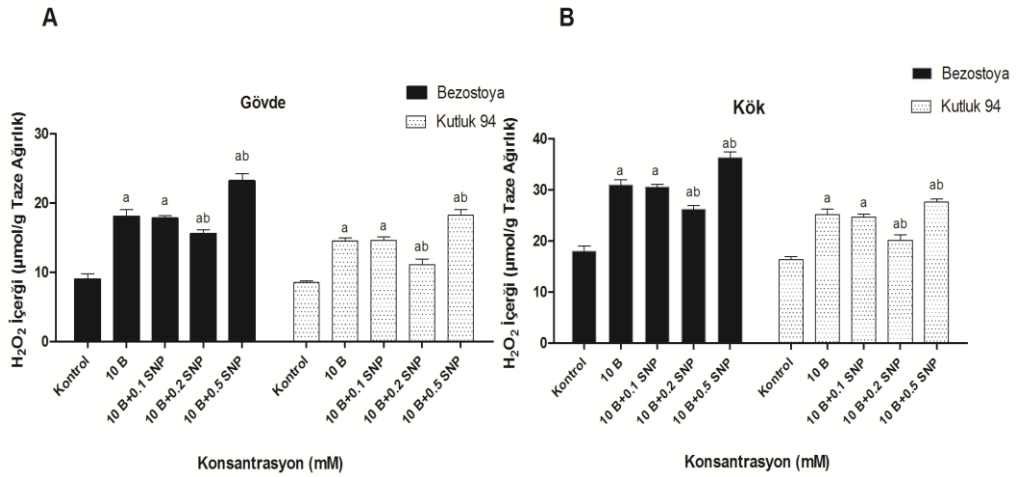 A
Gövde
Bezostoya
Kutluk 94
H₂O₂ İçerği (µmol/g Taze Ağırlık)
30
20
10
0
a
a
ab
ab
a
a
ab
ab
Kontrol
10 B
10 B+0.1 SNP
10 B+0.2 SNP
10 B+0.5 SNP
Kontrol
10 B
10 B+0.1 SNP
10 B+0.2 SNP
10 B+0.5 SNP
Konsantrasyon (mM)
B
Kök
Bezostoya
Kutluk 94
H₂O₂ İçerği (µmol/g Taze Ağırlık)
40
30
20
10
0
a
a
ab
ab
a
a
ab
ab
Kontrol
10 B
10 B+0.1 SNP
10 B+0.2 SNP
10 B+0.5 SNP
Kontrol
10 B
10 B+0.1 SNP
10 B+0.2 SNP
10 B+0.5 SNP
Konsantrasyon (mM)